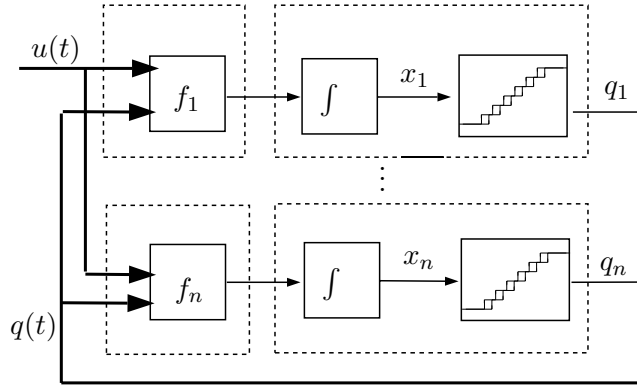 u(t)
f₁
∫
x₁
q₁
⋮
fₙ
∫
xₙ
qₙ
q(t)